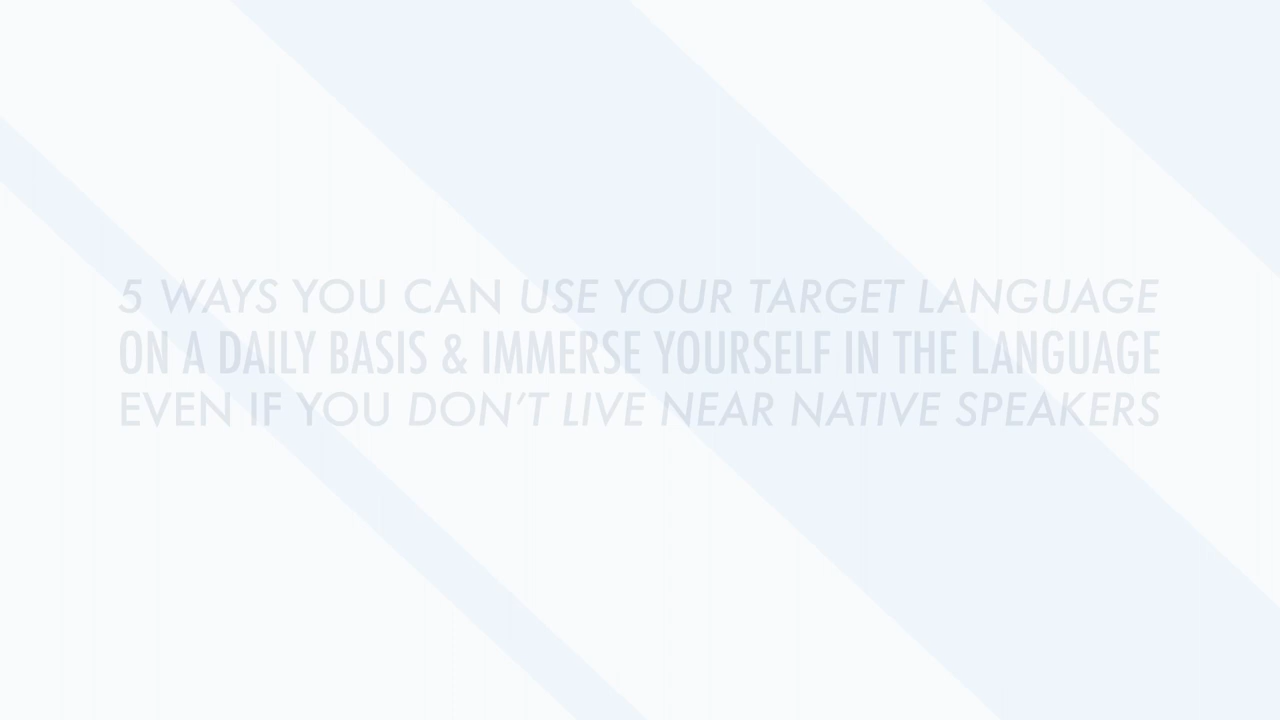 5 WAYS YOU CAN USE YOUR TARGET LANGUAGE
ON A DAILY BASIS & IMMERSE YOURSELF IN THE LANGUAGE
EVEN IF YOU DON'T LIVE NEAR NATIVE SPEAKERS